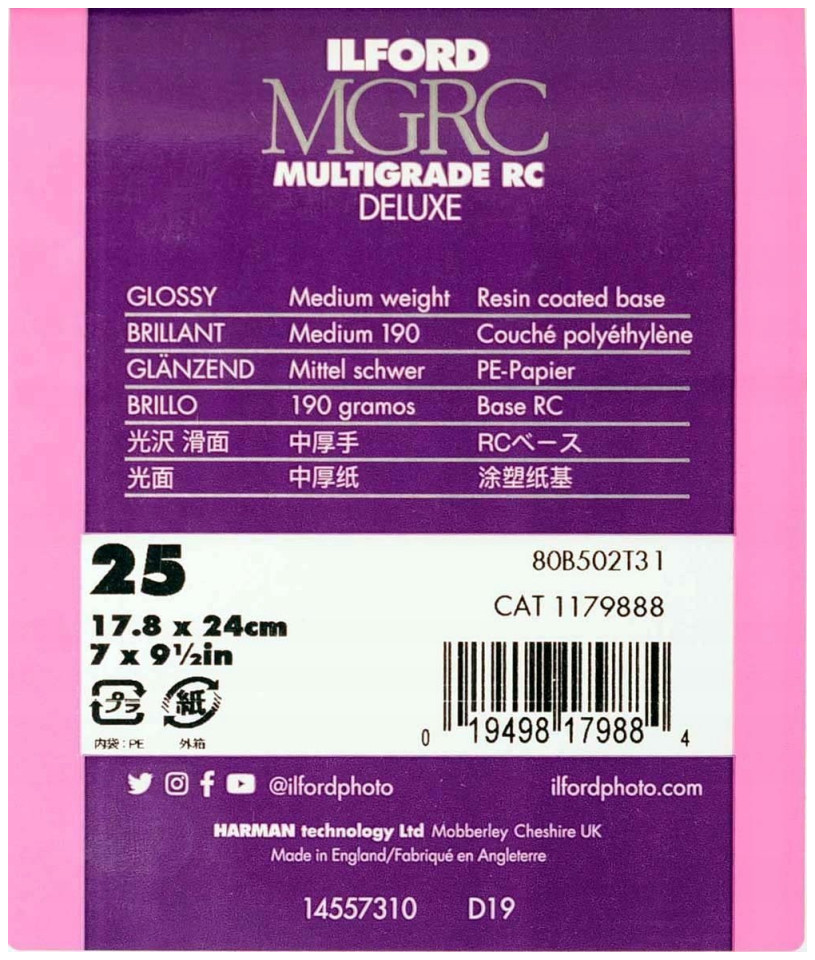 ILFORD
MGRC
MULTIGRADE RC
DELUXE
GLOSSY Medium weight Resin coated base
BRILLANT Medium 190 Couché polyéthylène
GLÄNZEND Mittel schwer PE-Papier
BRILLO 190 gramos Base RC
光沢 滑面 中厚手 RCベース
光面 中厚纸 涂塑纸基
25 80B502T31
17.8 x 24cm CAT 1179888
7 x 9½in
プラ 紙
内袋:PE 外箱
0 19498 17988 4
@ilfordphoto ilfordphoto.com
HARMAN technology Ltd Mobberley Cheshire UK
Made in England/Fabriqué en Angleterre
14557310 D19